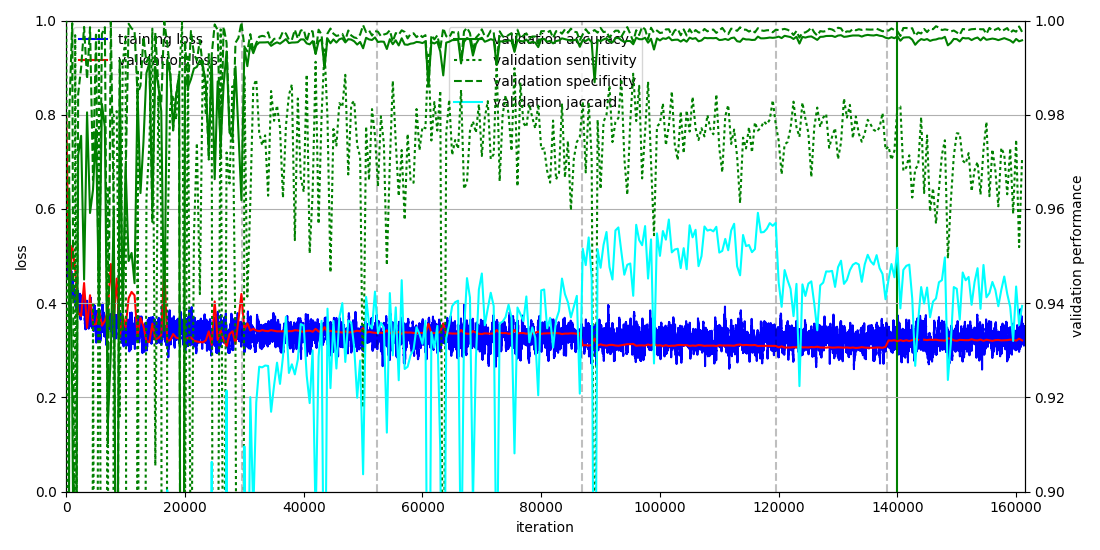 training loss
validation loss
validation accuracy
validation sensitivity
validation specificity
validation jaccard
1.0
0.8
0.6
0.4
0.2
0.0
loss
1.00
0.98
0.96
0.94
0.92
0.90
validation performance
0
20000
40000
60000
80000
100000
120000
140000
160000
iteration